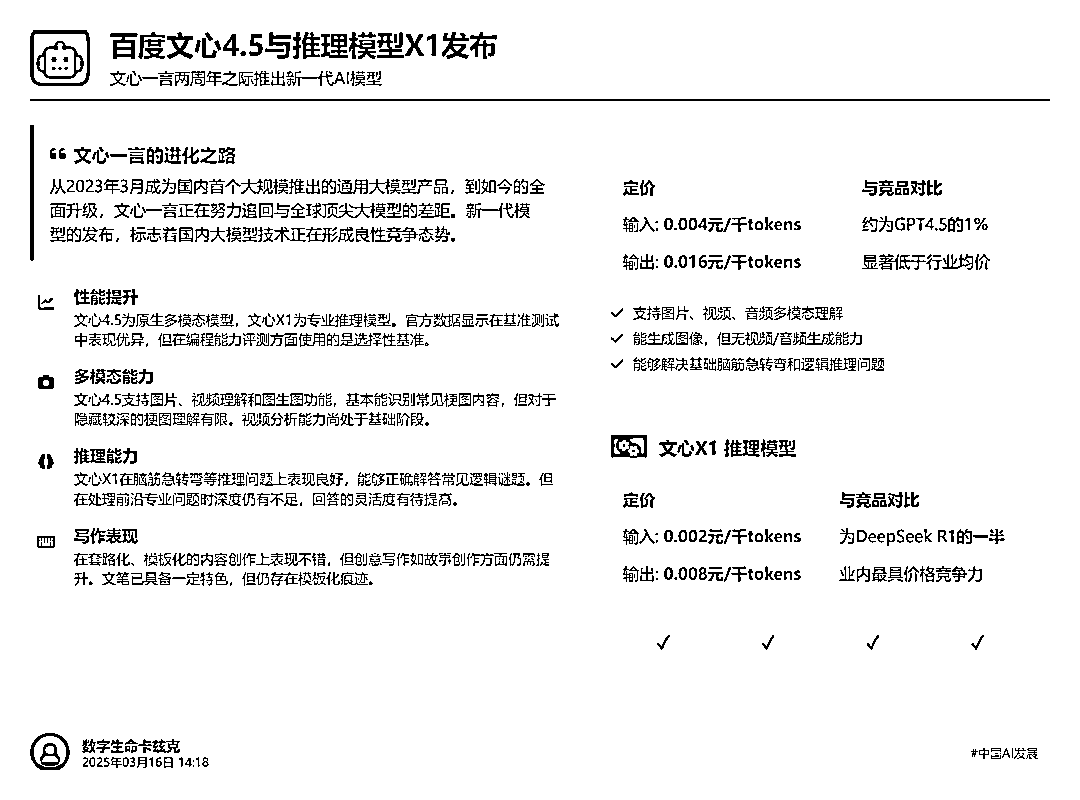 百度文心4.5与推理模型X1发布
文心一言两周年之际推出新一代AI模型
文心一言的进化之路
从2023年3月成为国内首个大规模推出的通用大模型产品，到如今的全
面升级，文心一言正在努力追回与全球顶尖大模型的差距。新一代模
型的发布，标志着国内大模型技术正在形成良性竞争态势。
性能提升
文心4.5为原生多模态模型，文心X1为专业推理模型。官方数据显示在基准测试
中表现优异，但在编程能力评测方面使用的是选择性基准。
多模态能力
文心4.5支持图片、视频理解和图生图功能，基本能识别常见梗图内容，但对于
隐藏较深的梗图理解有限。视频分析能力尚处于基础阶段。
推理能力
文心X1在脑筋急转弯等推理问题上表现良好，能够正确解答常见逻辑谜题。但
在处理前沿专业问题时深度仍有不足，回答的灵活度有待提高。
写作表现
在套路化、模板化的内容创作上表现不错，但创意写作如故事创作方面仍需提
升。文笔已具备一定特色，但仍存在模板化痕迹。
定价 与竞品对比
输入: 0.004元/千tokens 约为GPT4.5的1%
输出: 0.016元/千tokens 显著低于行业均价
✓ 支持图片、视频、音频多模态理解
✓ 能生成图像，但无视频/音频生成能力
✓ 能够解决基础脑筋急转弯和逻辑推理问题
文心X1 推理模型
定价 与竞品对比
输入: 0.002元/千tokens 为DeepSeek R1的一半
输出: 0.008元/千tokens 业内最具价格竞争力
✓ ✓ ✓ ✓
数字生命卡兹克
2025年03月16日 14:18
#中国AI发展